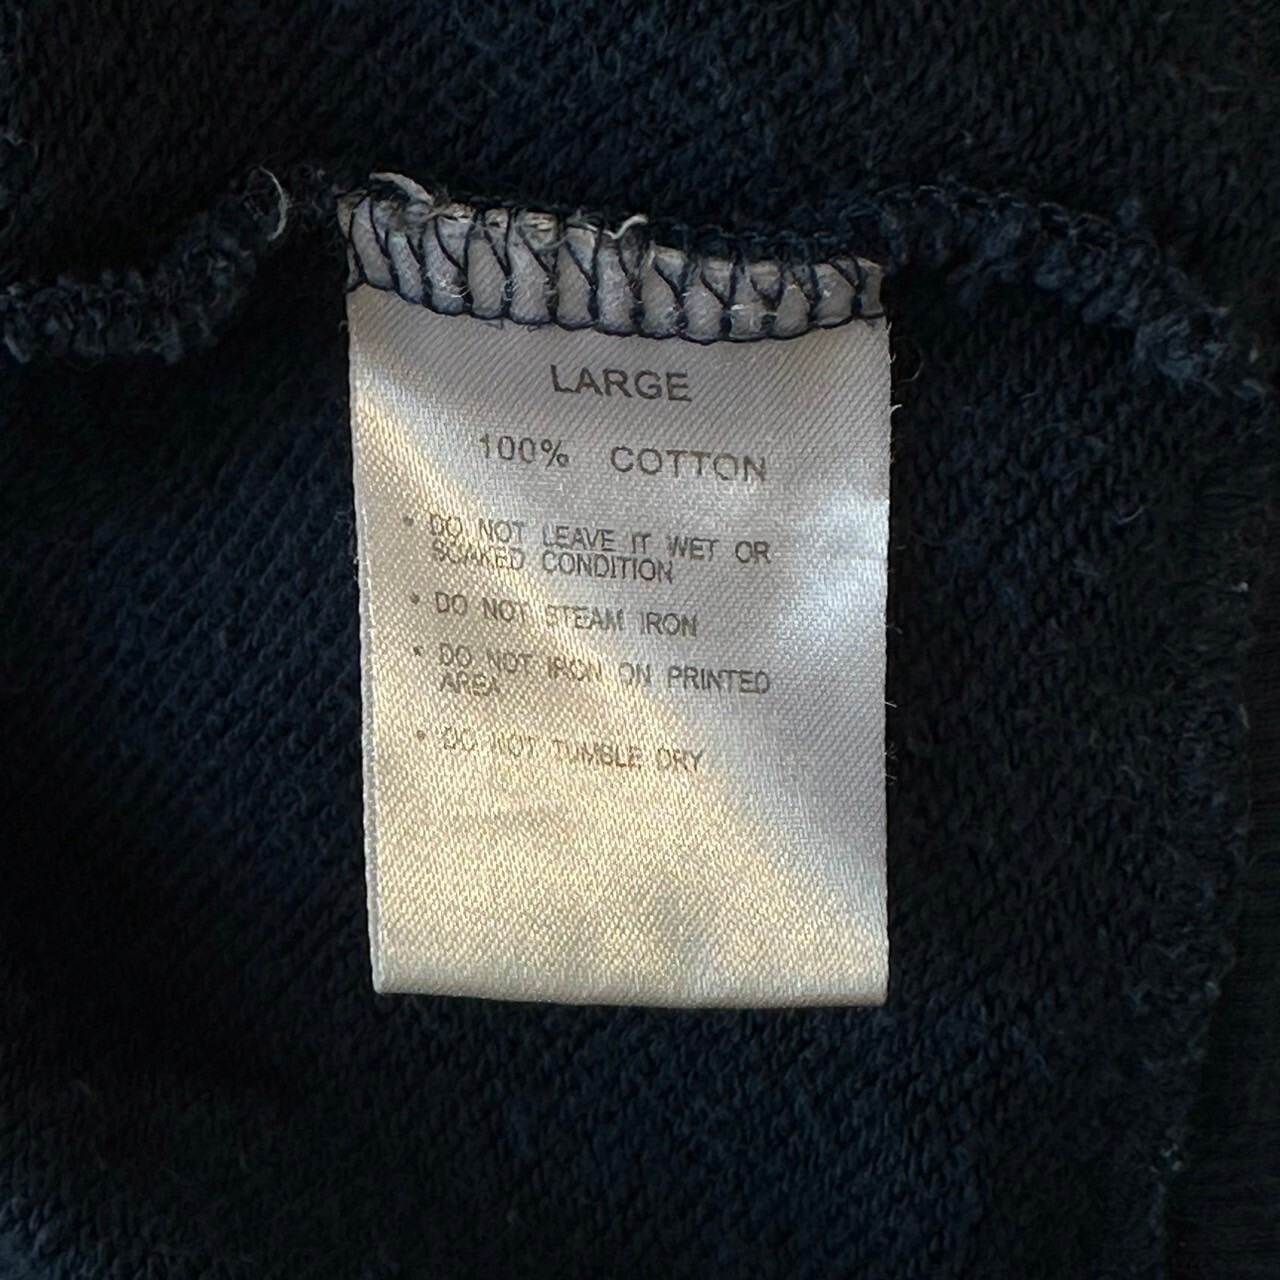 LARGE
100% COTTON
• DO NOT LEAVE IT WET OR
SOAKED CONDITION
• DO NOT STEAM IRON
• DO NOT IRON ON PRINTED
AREA
• DO NOT TUMBLE DRY